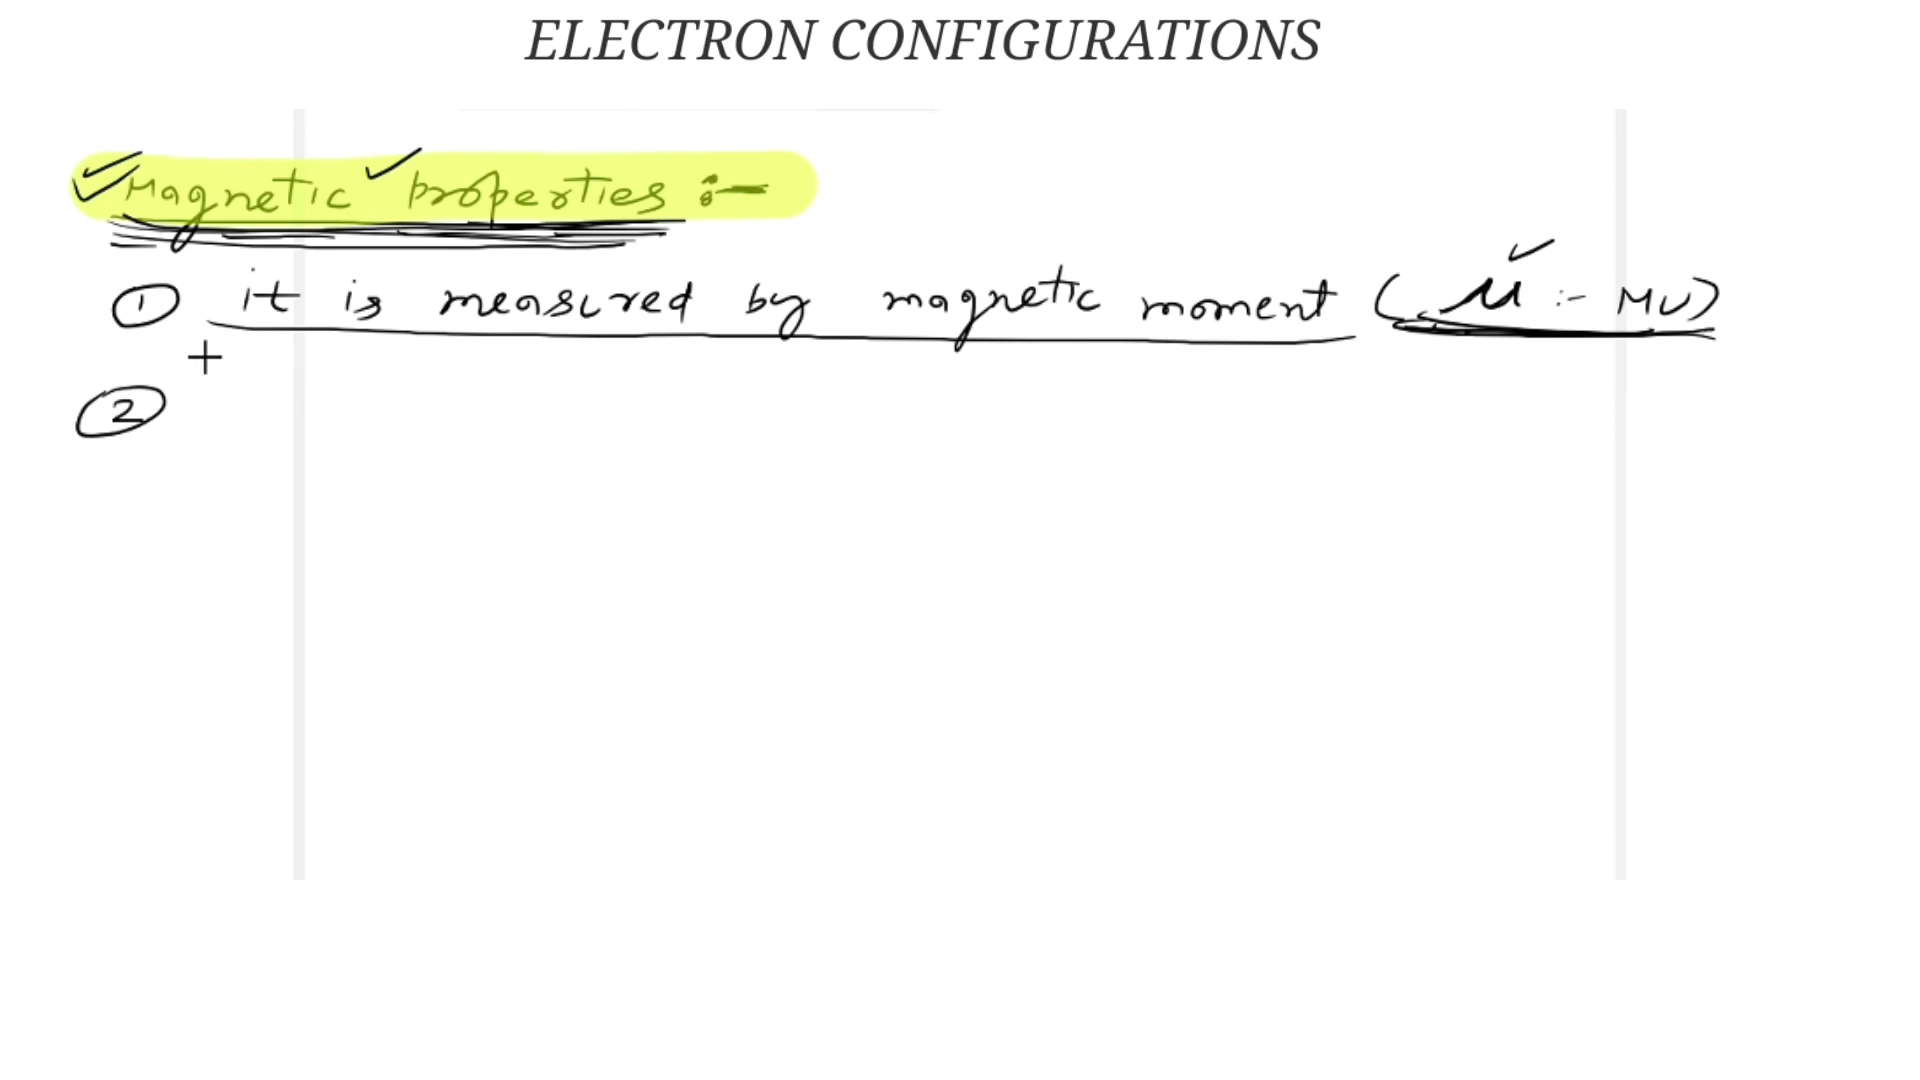 ELECTRON CONFIGURATIONS
Magnetic properties :-
① it is measured by magnetic moment ( µ :- MU)
②